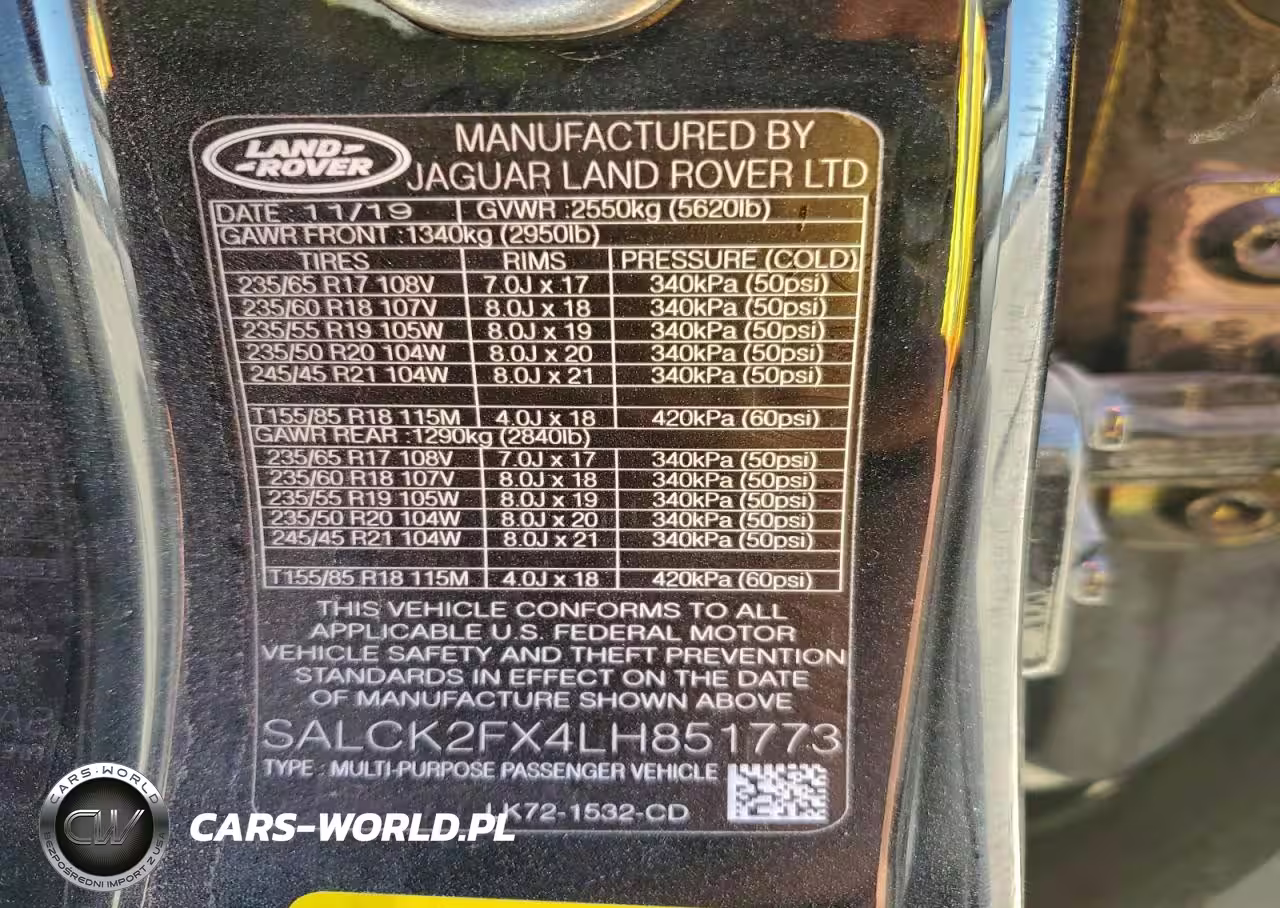 LAND-
-ROVER
MANUFACTURED BY
JAGUAR LAND ROVER LTD
DATE : 11/19 GVWR :2550kg (5620lb)
GAWR FRONT :1340kg (2950lb)
TIRES RIMS PRESSURE (COLD)
235/65 R17 108V 7.0J x 17 340kPa (50psi)
235/60 R18 107V 8.0J x 18 340kPa (50psi)
235/55 R19 105W 8.0J x 19 340kPa (50psi)
235/50 R20 104W 8.0J x 20 340kPa (50psi)
245/45 R21 104W 8.0J x 21 340kPa (50psi)
T155/85 R18 115M 4.0J x 18 420kPa (60psi)
GAWR REAR :1290kg (2840lb)
235/65 R17 108V 7.0J x 17 340kPa (50psi)
235/60 R18 107V 8.0J x 18 340kPa (50psi)
235/55 R19 105W 8.0J x 19 340kPa (50psi)
235/50 R20 104W 8.0J x 20 340kPa (50psi)
245/45 R21 104W 8.0J x 21 340kPa (50psi)
T155/85 R18 115M 4.0J x 18 420kPa (60psi)
THIS VEHICLE CONFORMS TO ALL
APPLICABLE U.S. FEDERAL MOTOR
VEHICLE SAFETY AND THEFT PREVENTION
STANDARDS IN EFFECT ON THE DATE
OF MANUFACTURE SHOWN ABOVE
SALCK2FX4LH851773
TYPE : MULTI-PURPOSE PASSENGER VEHICLE
LK72-1532-CD
CARS-WORLD
CW
BEZPOŚREDNI IMPORT Z USA
CARS-WORLD.PL